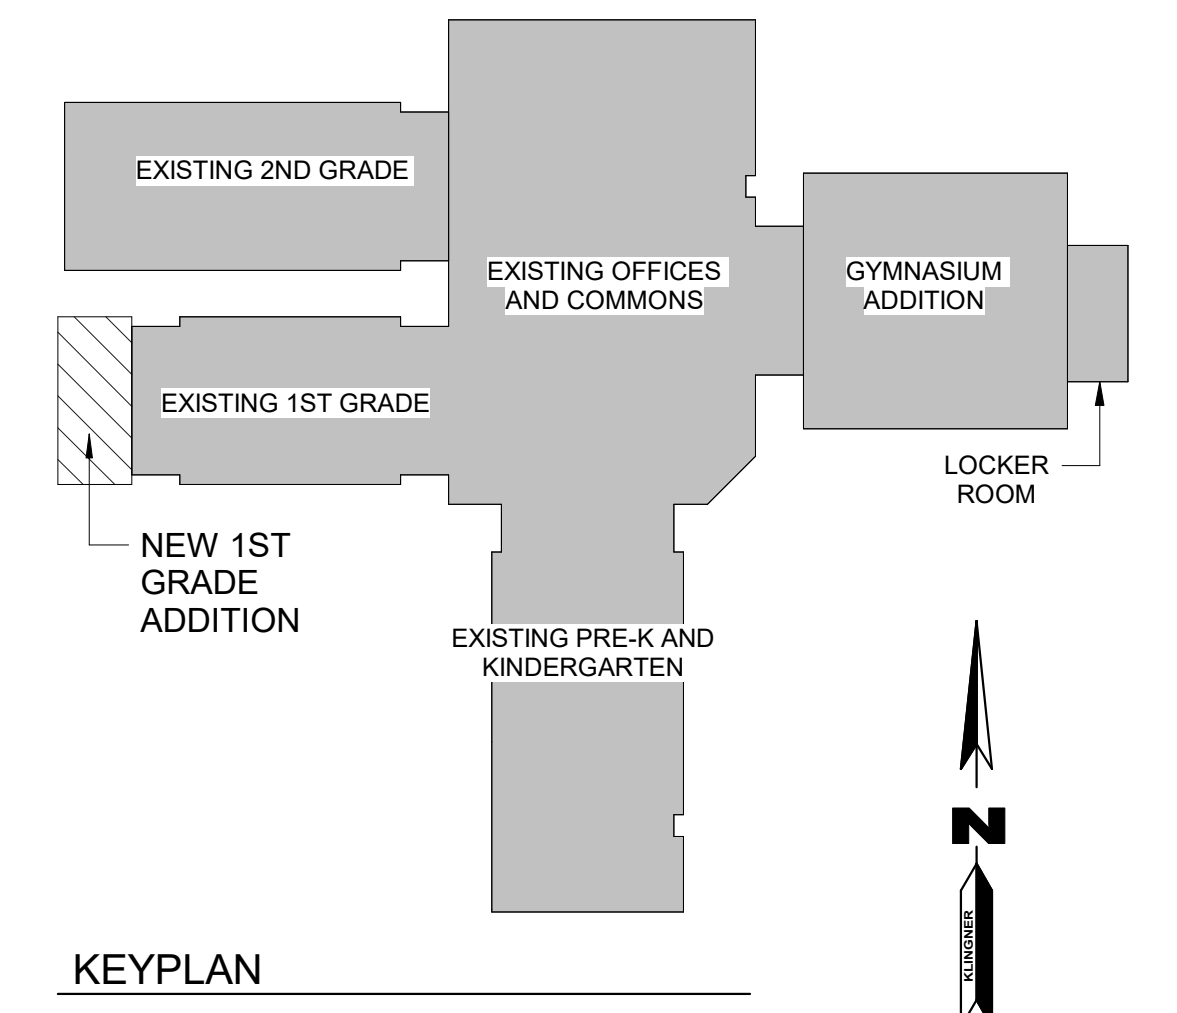 EXISTING 2ND GRADE
EXISTING OFFICES
AND COMMONS
GYMNASIUM
ADDITION
EXISTING 1ST GRADE
LOCKER
ROOM
NEW 1ST
GRADE
ADDITION
EXISTING PRE-K AND
KINDERGARTEN
N
KLINGNER
KEYPLAN